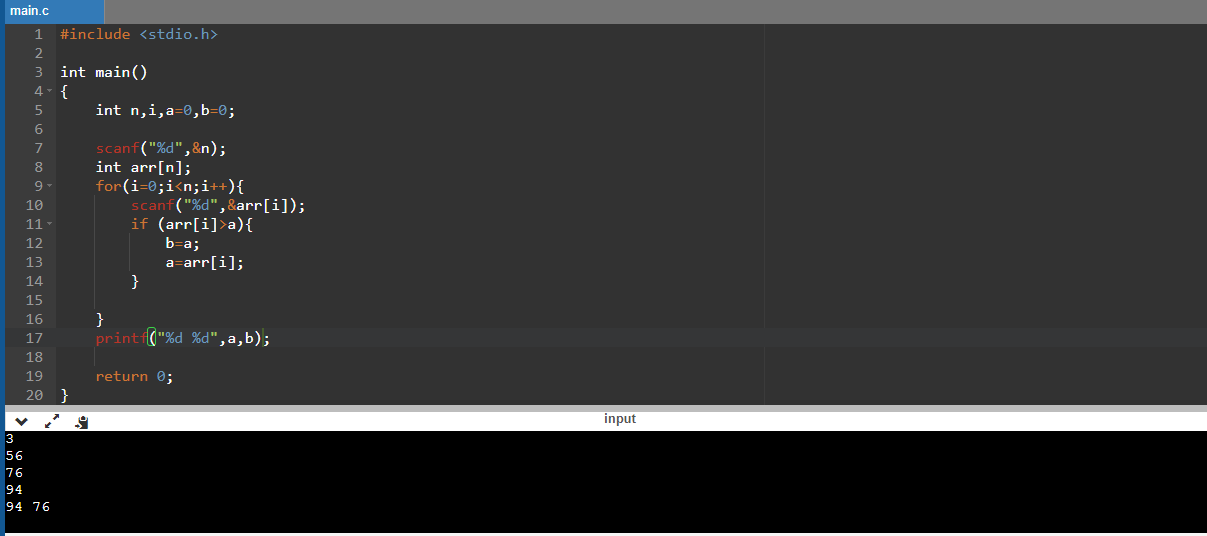 main.c
1 #include <stdio.h>
2
3 int main()
4 {
5     int n,i,a=0,b=0;
6
7     scanf("%d",&n);
8     int arr[n];
9     for(i=0;i<n;i++){
10         scanf("%d",&arr[i]);
11         if (arr[i]>a){
12             b=a;
13             a=arr[i];
14         }
15
16     }
17     printf("%d %d",a,b);
18
19     return 0;
20 }
input
3
56
76
94
94 76